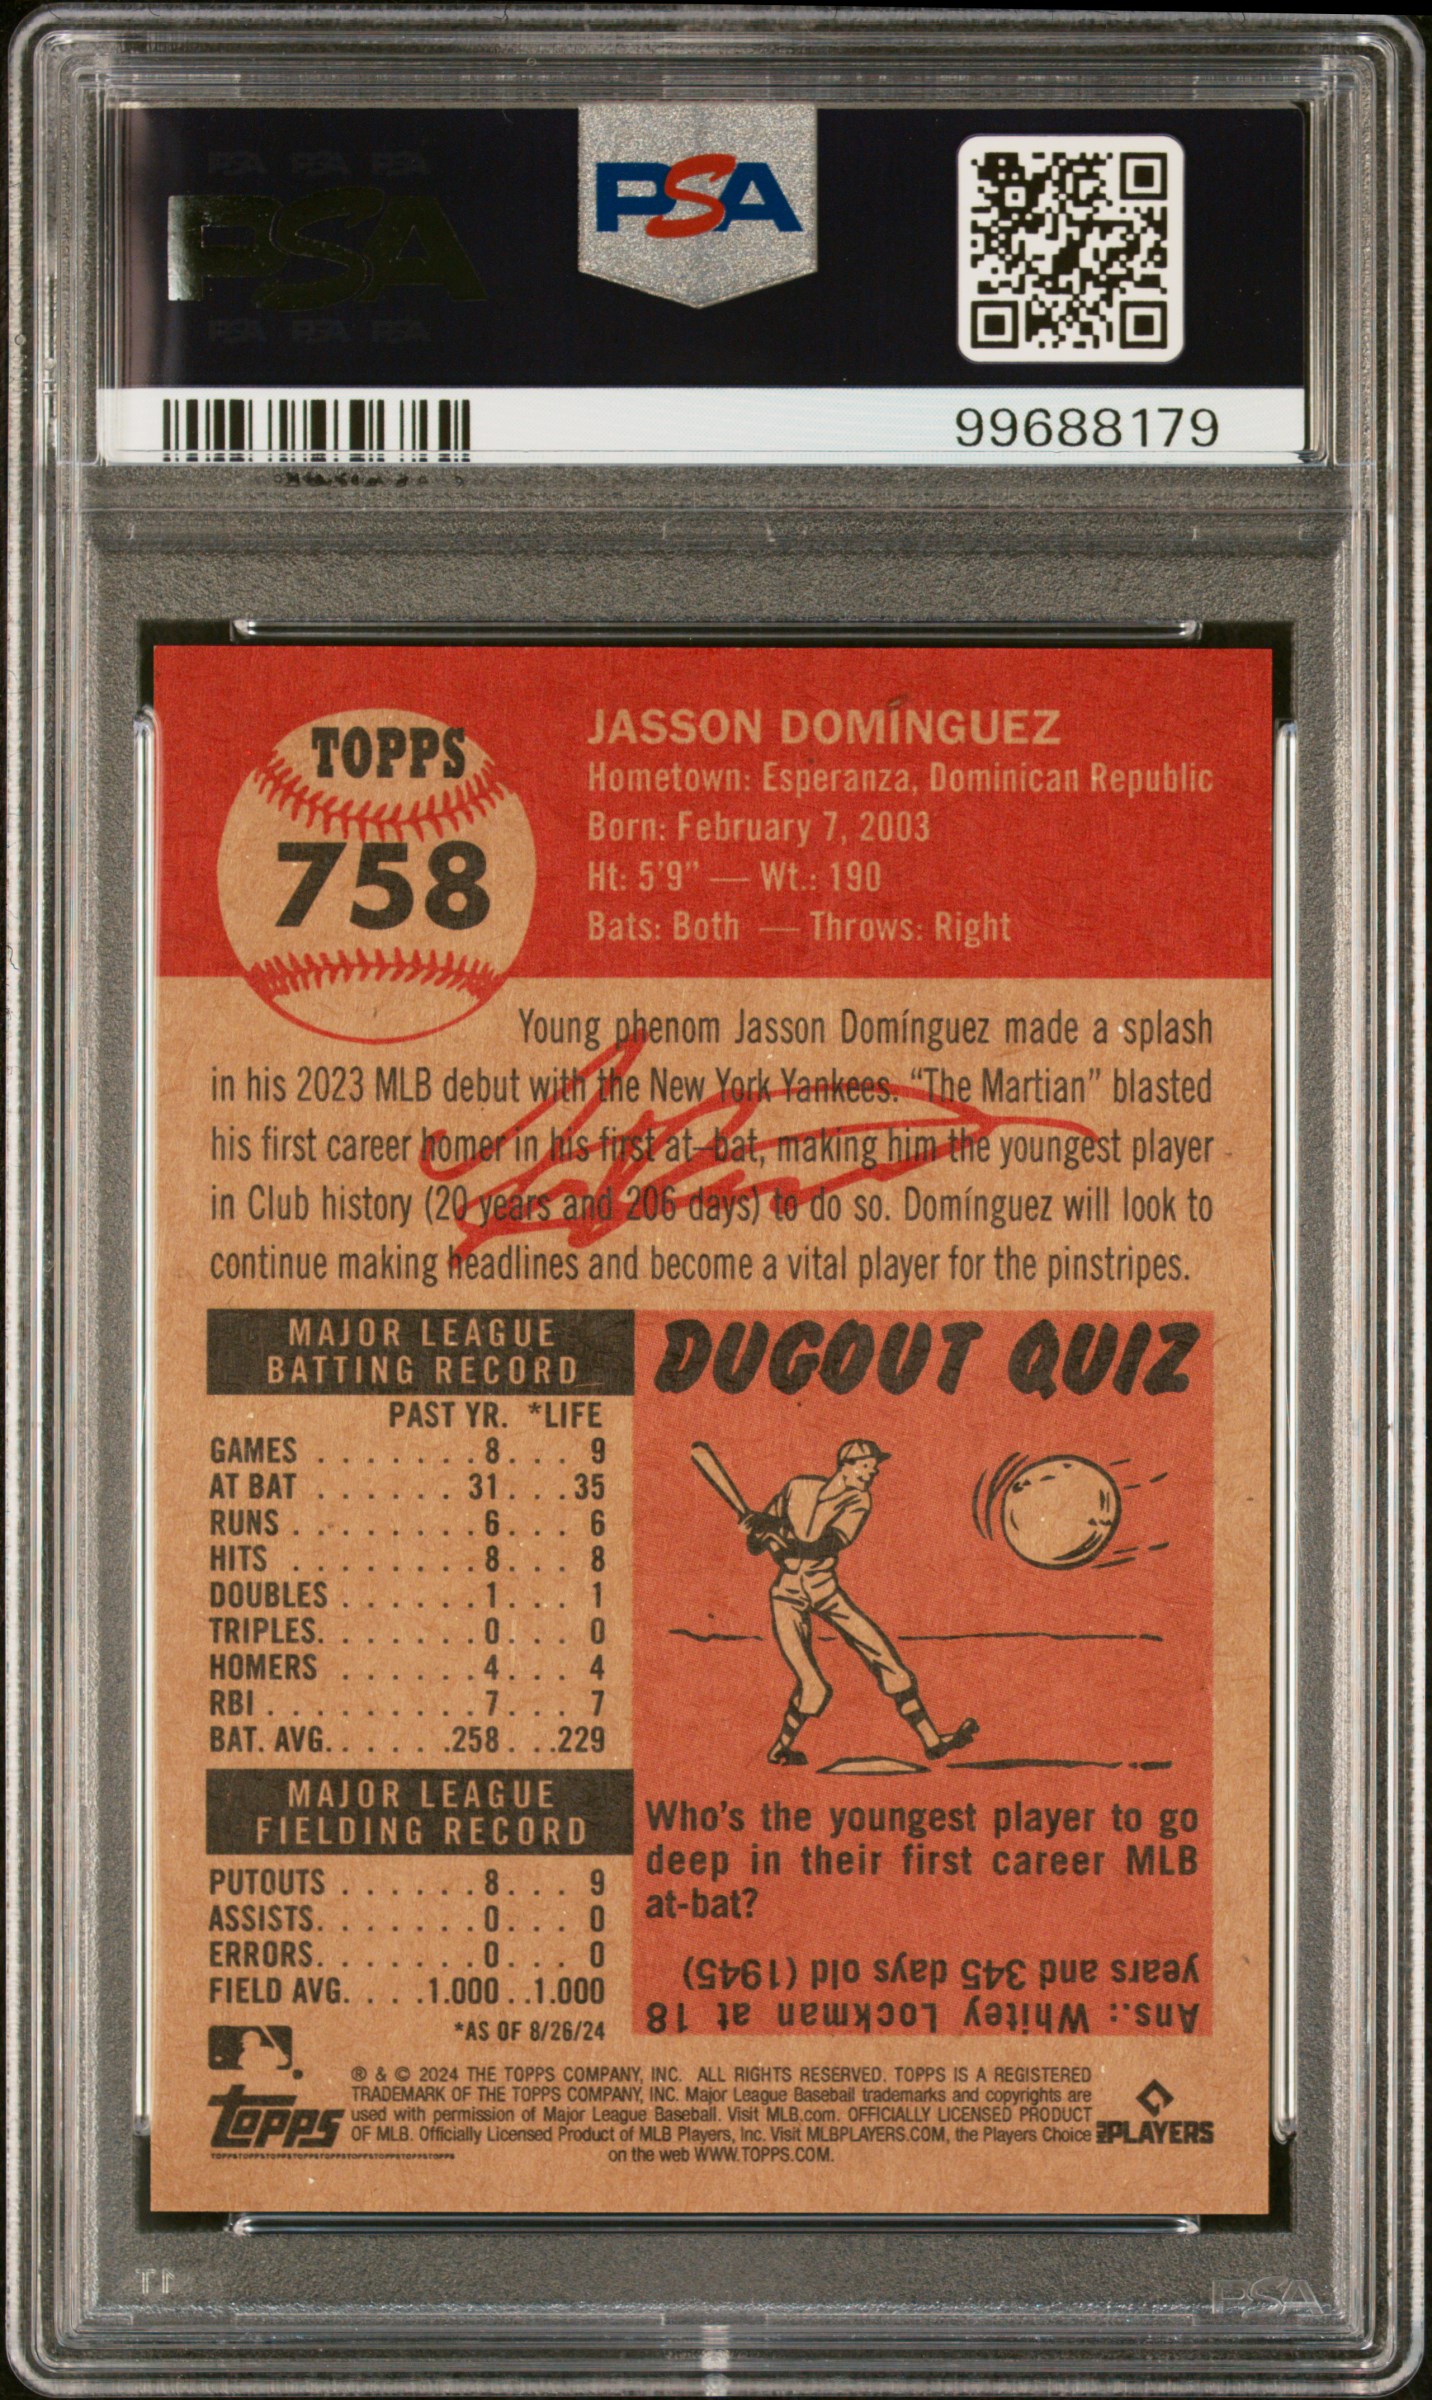 PSA PSA PSA
PSA
PSA PSA PSA
PSA
99688179
TOPPS
758
JASSON DOMÍNGUEZ
Hometown: Esperanza, Dominican Republic
Born: February 7, 2003
Ht: 5'9" — Wt.: 190
Bats: Both — Throws: Right
Young phenom Jasson Domínguez made a splash
in his 2023 MLB debut with the New York Yankees. “The Martian” blasted
his first career homer in his first at-bat, making him the youngest player
in Club history (20 years and 206 days) to do so. Domínguez will look to
continue making headlines and become a vital player for the pinstripes.
MAJOR LEAGUE
BATTING RECORD
PAST YR. *LIFE
GAMES . . . . . . . 8 . . . 9
AT BAT . . . . . . 31 . . . 35
RUNS . . . . . . . . 6 . . . 6
HITS . . . . . . . . 8 . . . 8
DOUBLES . . . . . . 1 . . . 1
TRIPLES. . . . . . . 0 . . . 0
HOMERS . . . . . . 4 . . . 4
RBI . . . . . . . . . 7 . . . 7
BAT. AVG. . . . . . .258 . . .229
MAJOR LEAGUE
FIELDING RECORD
PUTOUTS . . . . . . 8 . . . 9
ASSISTS. . . . . . . 0 . . . 0
ERRORS. . . . . . . 0 . . . 0
FIELD AVG. . . . .1.000 . .1.000
*AS OF 8/26/24
DUGOUT QUIZ
Who's the youngest player to go
deep in their first career MLB
at-bat?
Ans.: Whitey Lockman at 18
years and 345 days old (1945)
Topps
® & © 2024 THE TOPPS COMPANY, INC. ALL RIGHTS RESERVED. TOPPS IS A REGISTERED
TRADEMARK OF THE TOPPS COMPANY, INC. Major League Baseball trademarks and copyrights are
used with permission of Major League Baseball. Visit MLB.com. OFFICIALLY LICENSED PRODUCT
OF MLB. Officially Licensed Product of MLB Players, Inc. Visit MLBPLAYERS.COM, the Players Choice
on the web WWW.TOPPS.COM.
PLAYERS
PSA